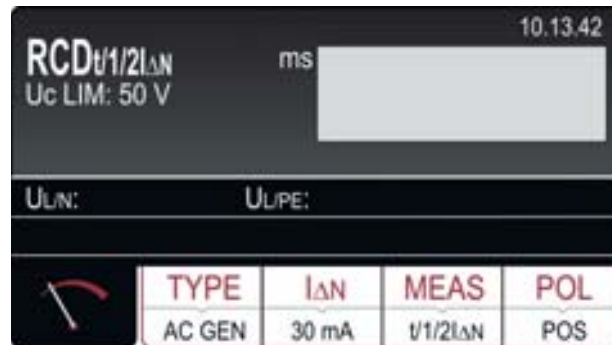 10.13.42
RCDt/1/2IΔN
ms
Uc LIM: 50 V
UL/N: UL/PE:
TYPE IΔN MEAS POL
AC GEN 30 mA t/1/2IΔN POS